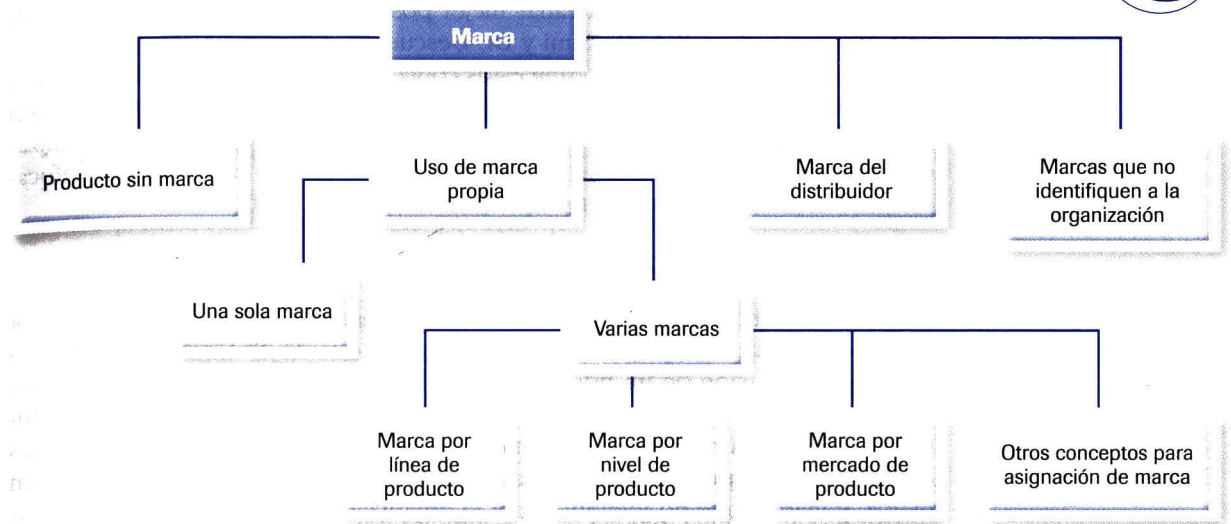 Marca
Producto sin marca
Uso de marca
propia
Marca del
distribuidor
Marcas que no
identifiquen a la
organización
Una sola marca
Varias marcas
Marca por
línea de
producto
Marca por
nivel de
producto
Marca por
mercado de
producto
Otros conceptos para
asignación de marca